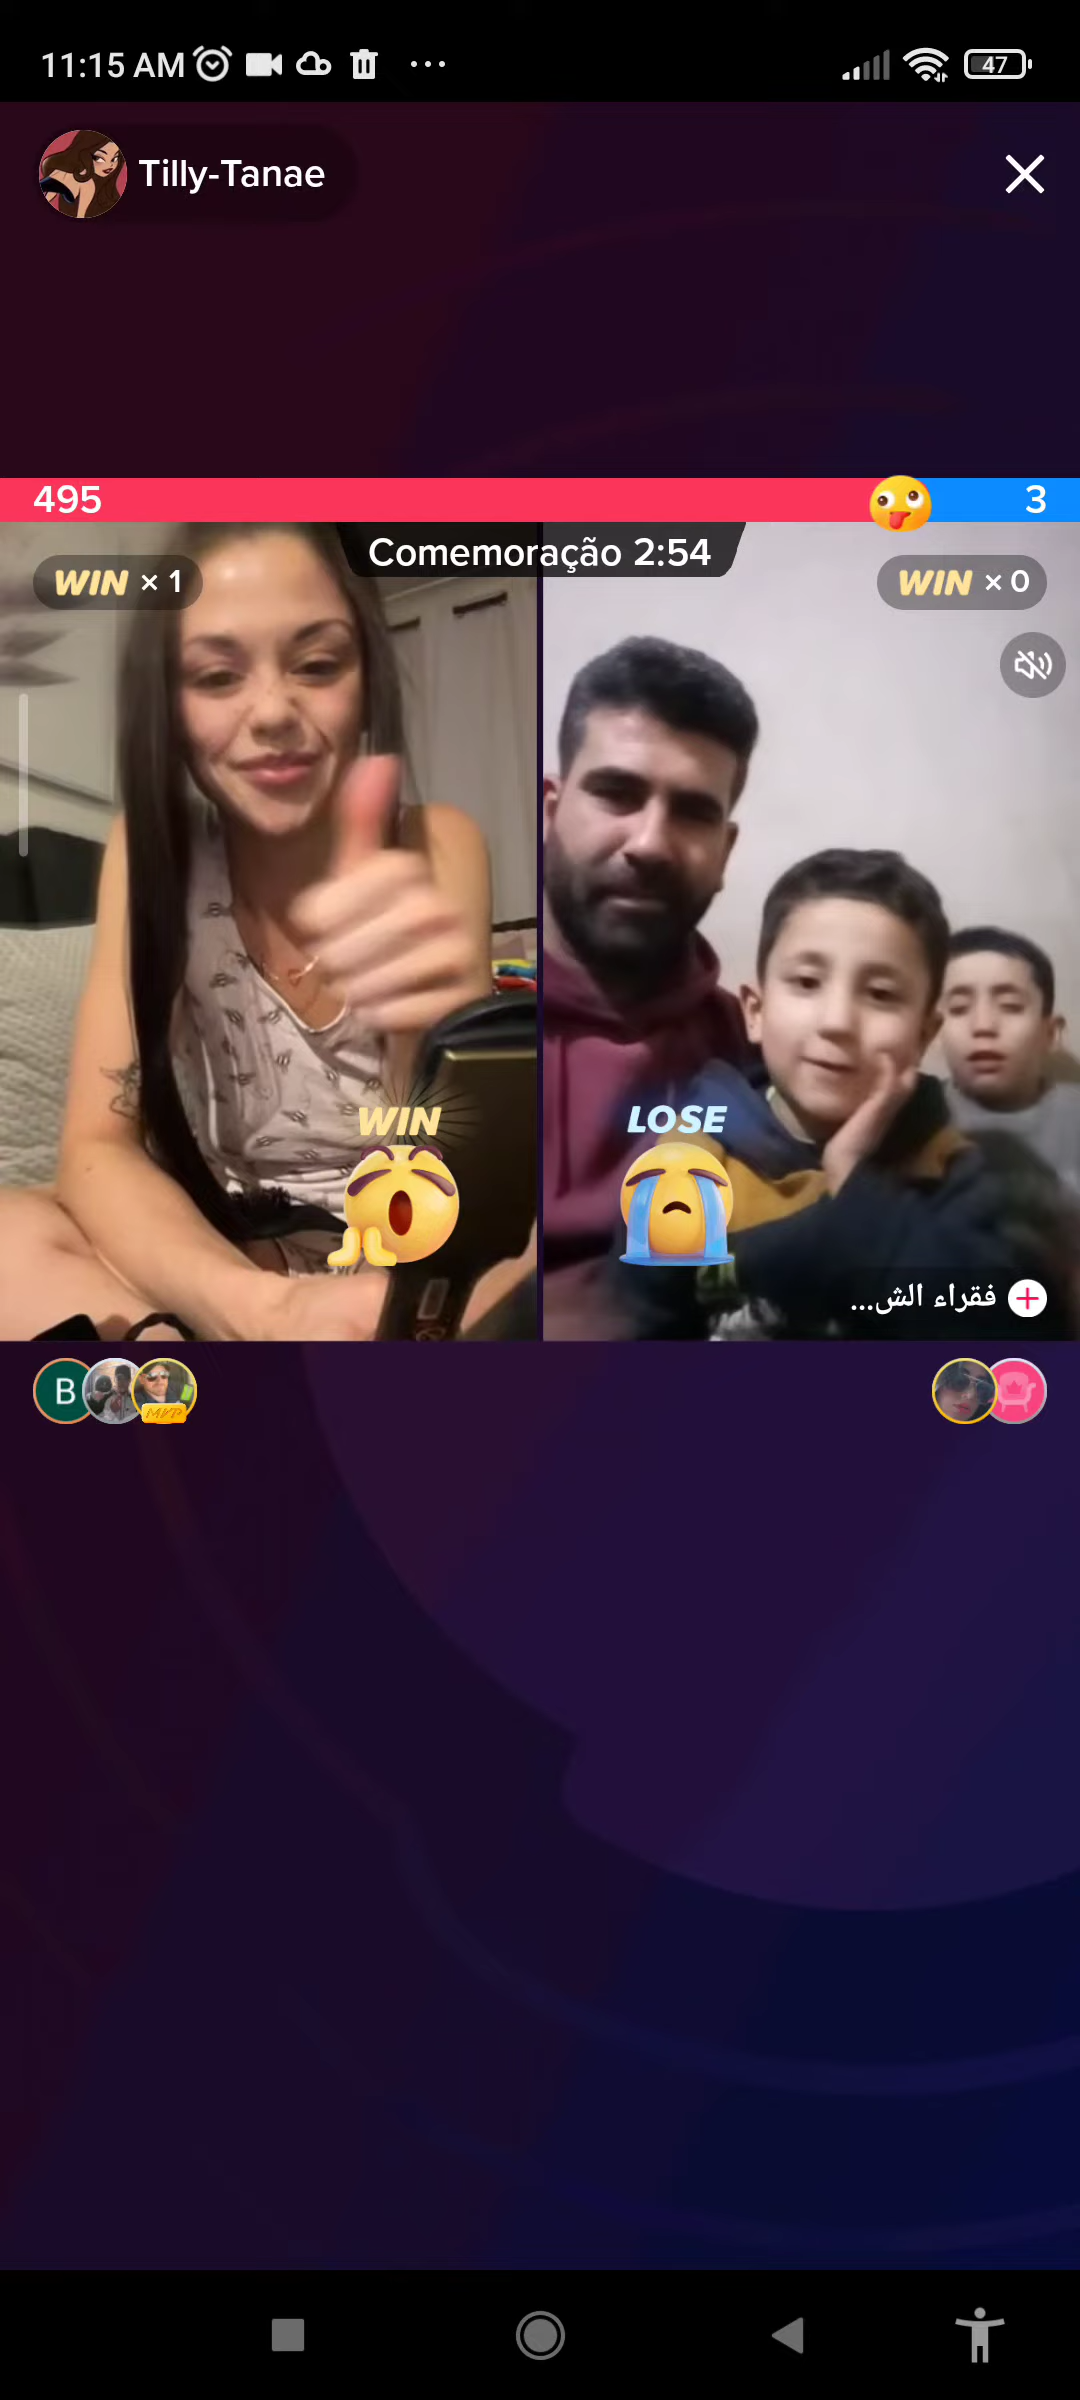 11:15 AM
47
Tilly-Tanae
495
3
Comemoração 2:54
WIN × 1
WIN × 0
WIN
LOSE
فقراء الش...
B
MVP